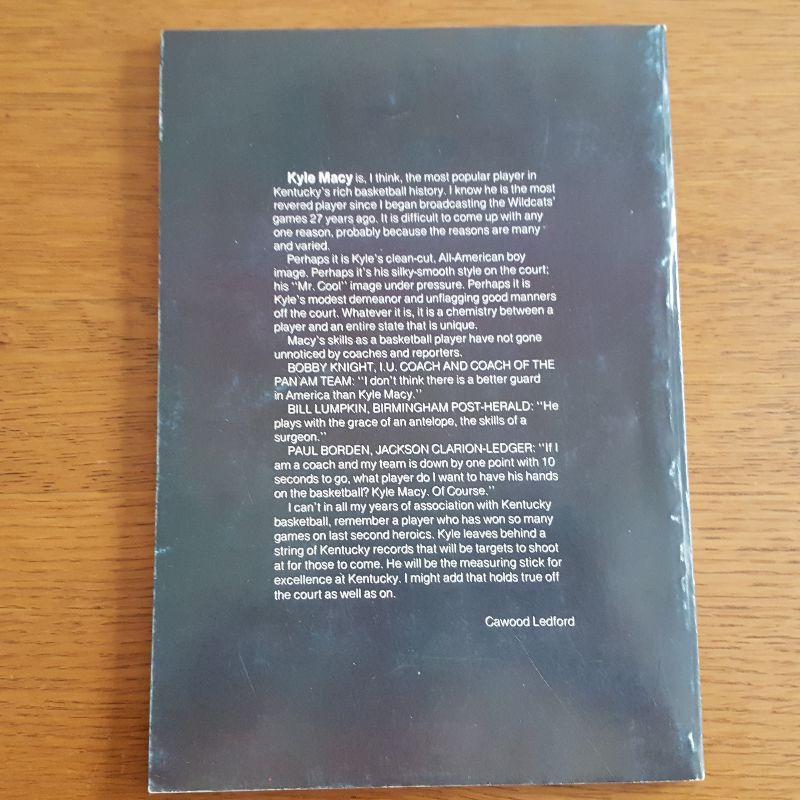 Kyle Macy is, I think, the most popular player in
Kentucky's rich basketball history. I know he is the most
revered player since I began broadcasting the Wildcats'
games 27 years ago. It is difficult to come up with any
one reason, probably because the reasons are many
and varied.
Perhaps it is Kyle's clean-cut, All-American boy
image. Perhaps it's his silky-smooth style on the court;
his "Mr. Cool" image under pressure. Perhaps it is
Kyle's modest demeanor and unflagging good manners
off the court. Whatever it is, it is a chemistry between a
player and an entire state that is unique.
Macy's skills as a basketball player have not gone
unnoticed by coaches and reporters.
BOBBY KNIGHT, I.U. COACH AND COACH OF THE
PAN AM TEAM: "I don't think there is a better guard
in America than Kyle Macy."
BILL LUMPKIN, BIRMINGHAM POST-HERALD: "He
plays with the grace of an antelope, the skills of a
surgeon."
PAUL BORDEN, JACKSON CLARION-LEDGER: "If I
am a coach and my team is down by one point with 10
seconds to go, what player do I want to have his hands
on the basketball? Kyle Macy. Of Course."
I can't in all my years of association with Kentucky
basketball, remember a player who has won so many
games on last second heroics. Kyle leaves behind a
string of Kentucky records that will be targets to shoot
at for those to come. He will be the measuring stick for
excellence at Kentucky. I might add that holds true off
the court as well as on.
Cawood Ledford